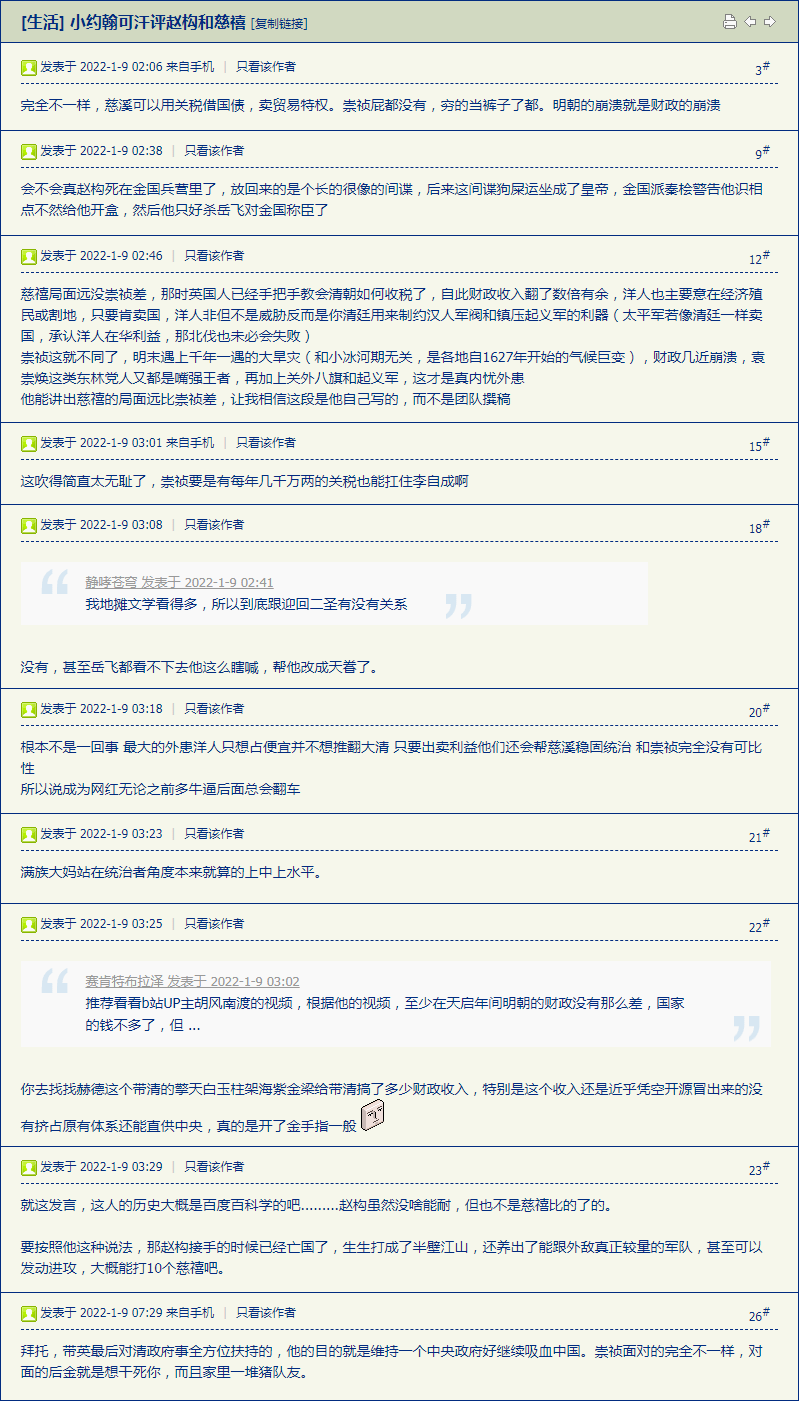 [生活] 小约翰可汗评赵构和慈禧 [复制链接]
发表于 2022-1-9 02:06 来自手机 | 只看该作者 3#
完全不一样，慈溪可以用关税借国债，卖贸易特权。崇祯屁都没有，穷的当裤子了都。明朝的崩溃就是财政的崩溃
发表于 2022-1-9 02:38 | 只看该作者 9#
会不会真赵构死在金国兵营里了，放回来的是个长的很像的间谍，后来这间谍狗屎运坐成了皇帝，金国派秦桧警告他识相
点不然给他开盒，然后他只好杀岳飞对金国称臣了
发表于 2022-1-9 02:46 | 只看该作者 12#
慈禧局面远没崇祯差，那时英国人已经手把手教会清朝如何收税了，自此财政收入翻了数倍有余，洋人也主要意在经济殖
民或割地，只要肯卖国，洋人非但不是威胁反而是你清廷用来制约汉人军阀和镇压起义军的利器（太平军若像清廷一样卖
国，承认洋人在华利益，那北伐也未必会失败）
崇祯这就不同了，明末遇上千年一遇的大旱灾（和小冰河期无关，是各地自1627年开始的气候巨变），财政几近崩溃，袁
崇焕这类东林党人又都是嘴强王者，再加上关外八旗和起义军，这才是真内忧外患
他能讲出慈禧的局面远比崇祯差，让我相信这段是他自己写的，而不是团队撰稿
发表于 2022-1-9 03:01 来自手机 | 只看该作者 15#
这吹得简直太无耻了，崇祯要是有每年几千万两的关税也能扛住李自成啊
发表于 2022-1-9 03:08 | 只看该作者 18#
静哮苍穹 发表于 2022-1-9 02:41
我地摊文学看得多，所以到底跟迎回二圣有没有关系
没有，甚至岳飞都看不下去他这么瞎喊，帮他改成天眷了。
发表于 2022-1-9 03:18 | 只看该作者 20#
根本不是一回事 最大的外患洋人只想占便宜并不想推翻大清 只要出卖利益他们还会帮慈溪稳固统治 和崇祯完全没有可比
性
所以说成为网红无论之前多牛逼后面总会翻车
发表于 2022-1-9 03:23 | 只看该作者 21#
满族大妈站在统治者角度本来就算的上中上水平。
发表于 2022-1-9 03:25 | 只看该作者 22#
赛肯特布拉泽 发表于 2022-1-9 03:02
推荐看看b站UP主胡风南渡的视频，根据他的视频，至少在天启年间明朝的财政没有那么差，国家
的钱不多了，但 ...
你去找找赫德这个带清的擎天白玉柱架海紫金梁给带清搞了多少财政收入，特别是这个收入还是近乎凭空开源冒出来的没
有挤占原有体系还能直供中央，真的是开了金手指一般
发表于 2022-1-9 03:29 | 只看该作者 23#
就这发言，这人的历史大概是百度百科学的吧………赵构虽然没啥能耐，但也不是慈禧比的了的。
要按照他这种说法，那赵构接手的时候已经亡国了，生生打成了半壁江山，还养出了能跟外敌真正较量的军队，甚至可以
发动进攻，大概能打10个慈禧吧。
发表于 2022-1-9 07:29 来自手机 | 只看该作者 26#
拜托，带英最后对清政府事全方位扶持的，他的目的就是维持一个中央政府好继续吸血中国。崇祯面对的完全不一样，对
面的后金就是想干死你，而且家里一堆猪队友。